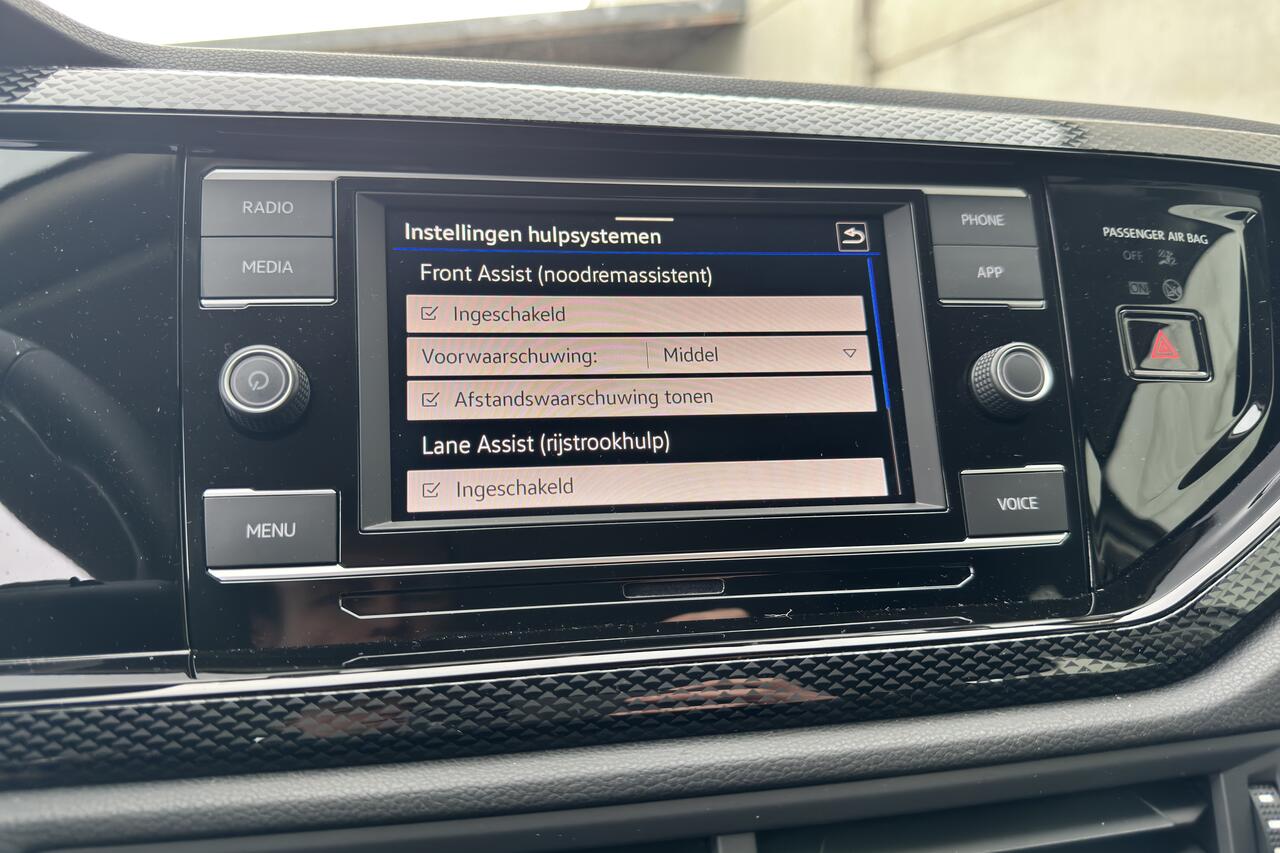 RADIO
MEDIA
MENU
Instellingen hulpsystemen
Front Assist (noodremassistent)
Ingeschakeld
Voorwaarschuwing: Middel
Afstandswaarschuwing tonen
Lane Assist (rijstrookhulp)
Ingeschakeld
PHONE
APP
VOICE
PASSENGER AIR BAG
OFF
ON